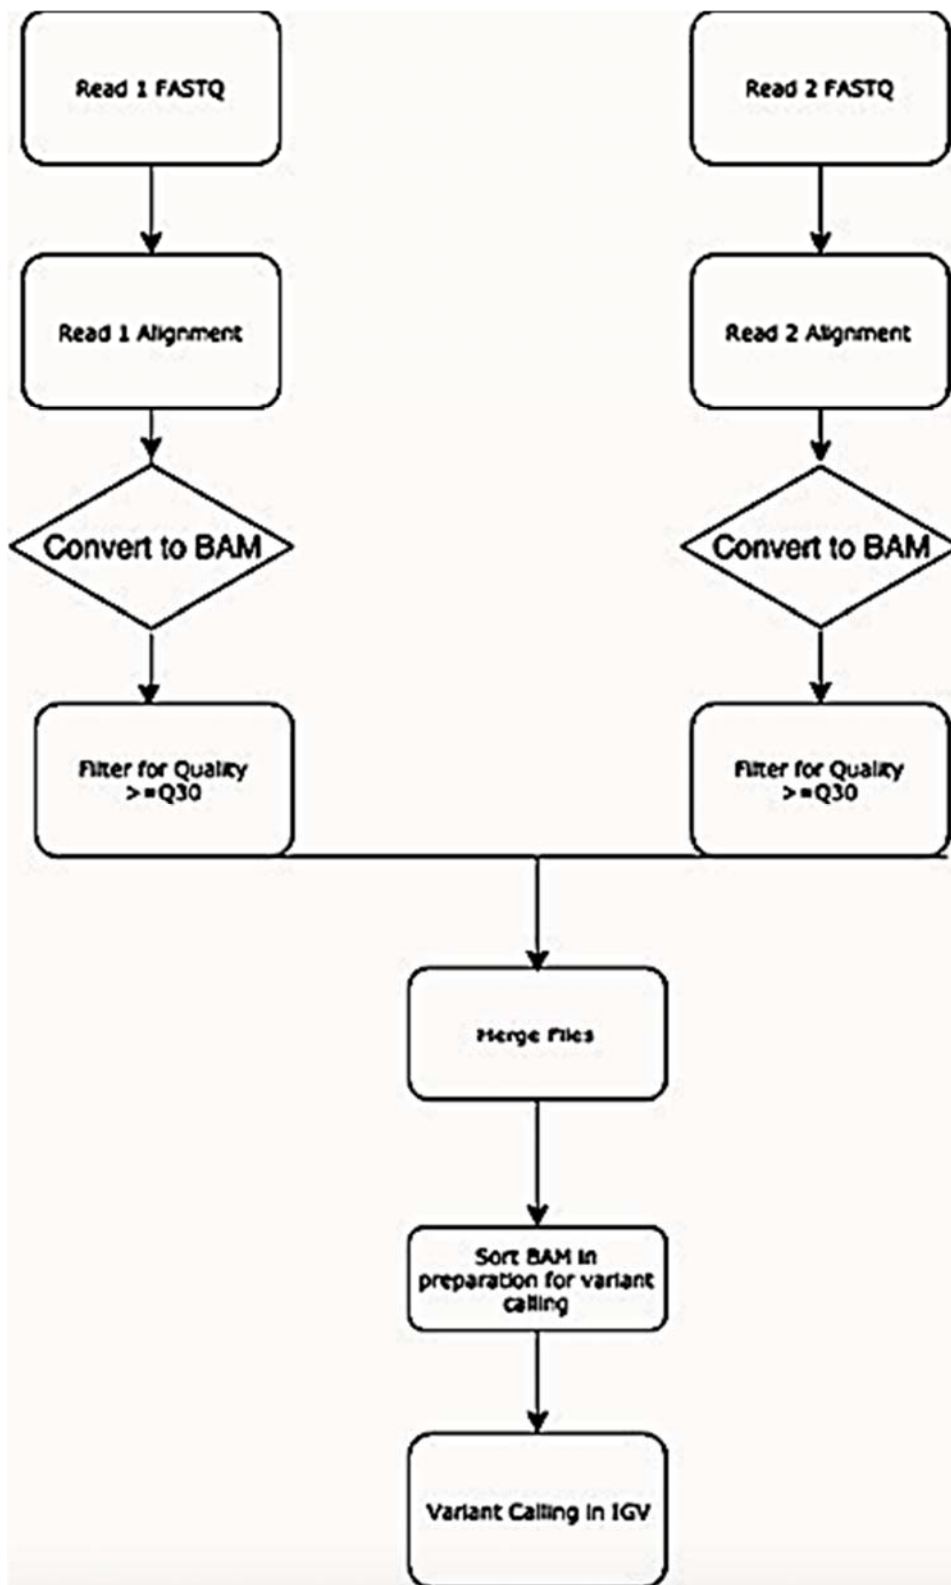 Read 1 FASTQ
Read 2 FASTQ
Read 1 Alignment
Read 2 Alignment
Convert to BAM
Convert to BAM
Filter for Quality
>=Q30
Filter for Quality
>=Q30
Merge Files
Sort BAM in
preparation for variant
calling
Variant Calling in IGV